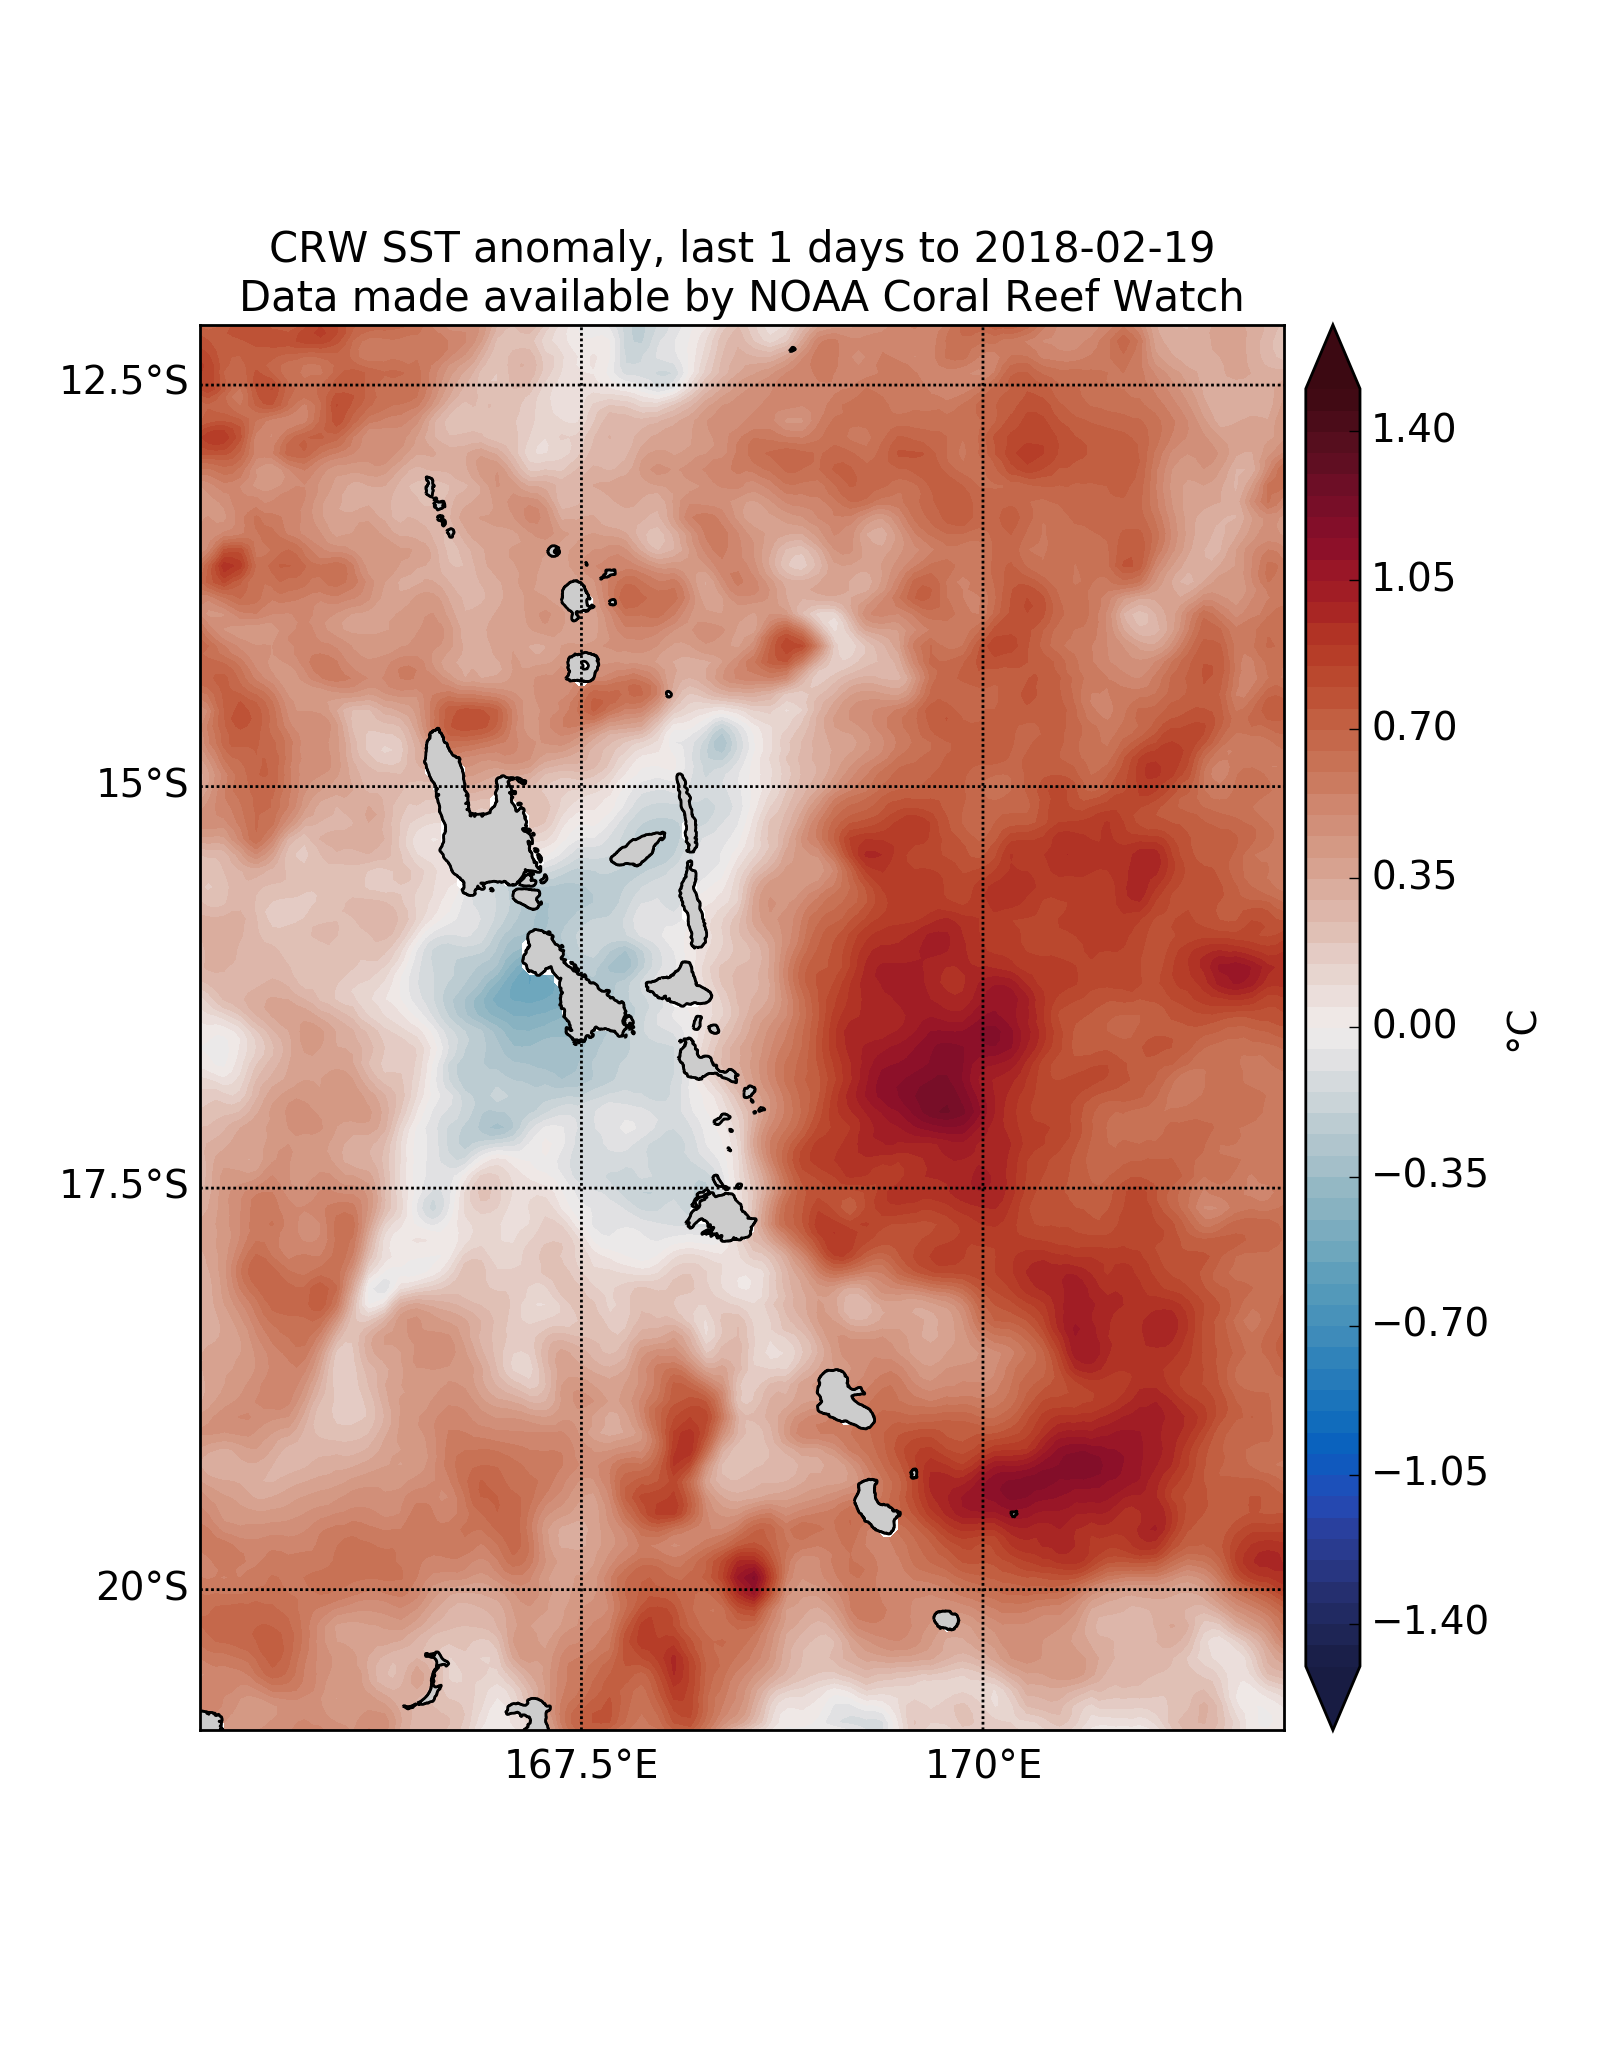 CRW SST anomaly, last 1 days to 2018-02-19
Data made available by NOAA Coral Reef Watch
12.5°S
15°S
17.5°S
20°S
167.5°E
170°E
1.40
1.05
0.70
0.35
0.00
−0.35
−0.70
−1.05
−1.40
°C